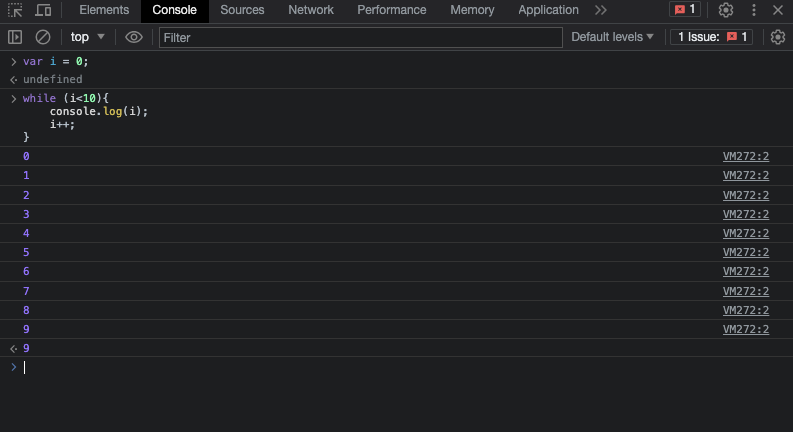 Elements Console Sources Network Performance Memory Application 1
top Filter Default levels 1 Issue: 1
var i = 0;
undefined
while (i<10){
    console.log(i);
    i++;
}
0 VM272:2
1 VM272:2
2 VM272:2
3 VM272:2
4 VM272:2
5 VM272:2
6 VM272:2
7 VM272:2
8 VM272:2
9 VM272:2
9